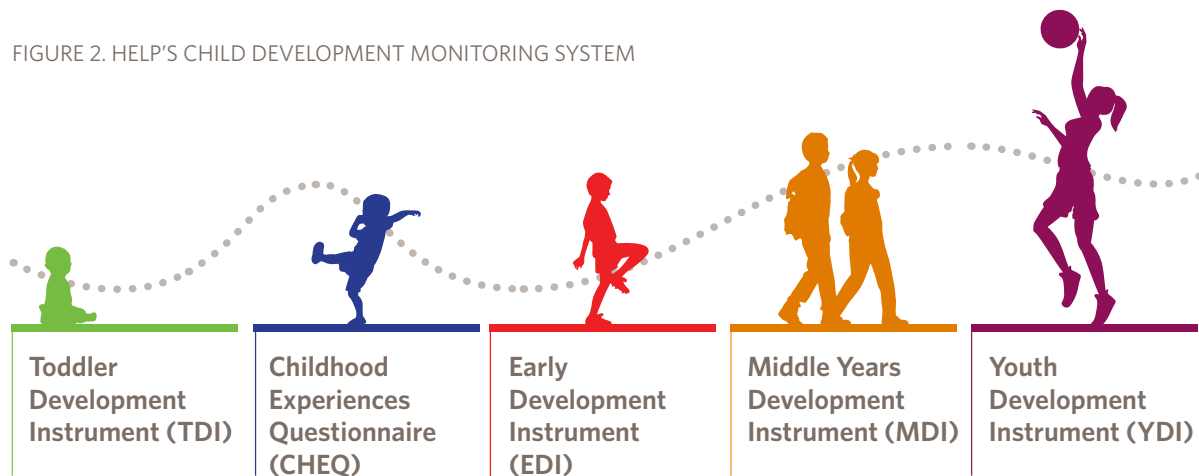 FIGURE 2. HELP'S CHILD DEVELOPMENT MONITORING SYSTEM
Toddler
Development
Instrument (TDI)
Childhood
Experiences
Questionnaire
(CHEQ)
Early
Development
Instrument
(EDI)
Middle Years
Development
Instrument (MDI)
Youth
Development
Instrument (YDI)